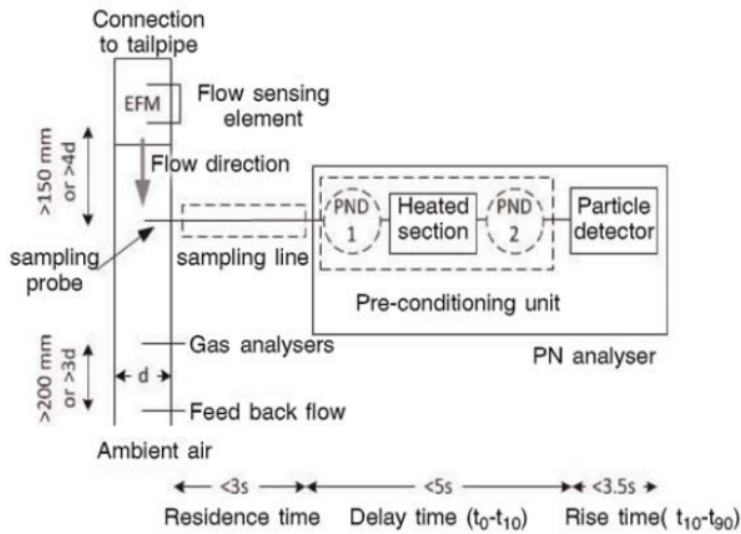 Connection
to tailpipe
EFM
Flow sensing
element
>150 mm
or >4d
Flow direction
PND
1
Heated
section
PND
2
Particle
detector
sampling
probe
sampling line
Pre-conditioning unit
Gas analysers
PN analyser
>200 mm
or >3d
d
Feed back flow
Ambient air
<3s
<5s
<3.5s
Residence time
Delay time (t₀-t₁₀)
Rise time( t₁₀-t₉₀)